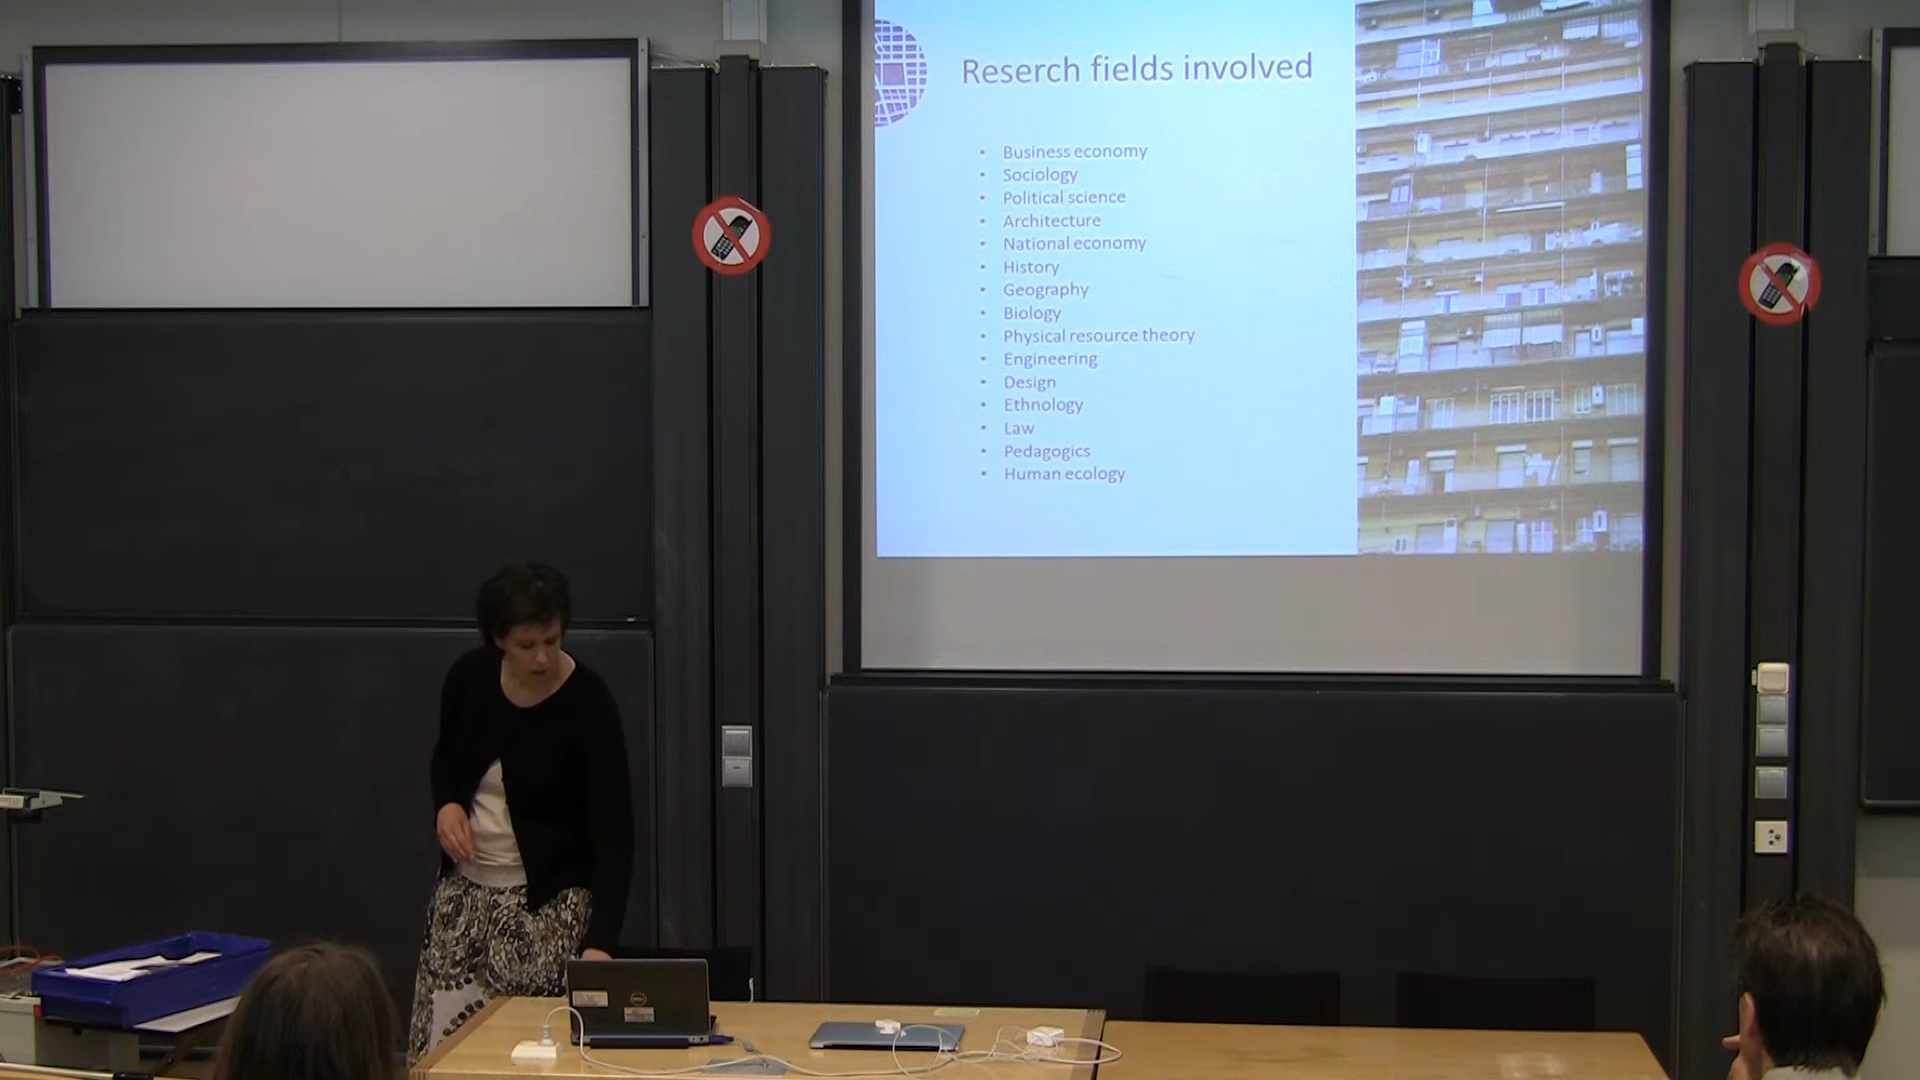 Reserch fields involved
• Business economy
• Sociology
• Political science
• Architecture
• National economy
• History
• Geography
• Biology
• Physical resource theory
• Engineering
• Design
• Ethnology
• Law
• Pedagogics
• Human ecology
DELL